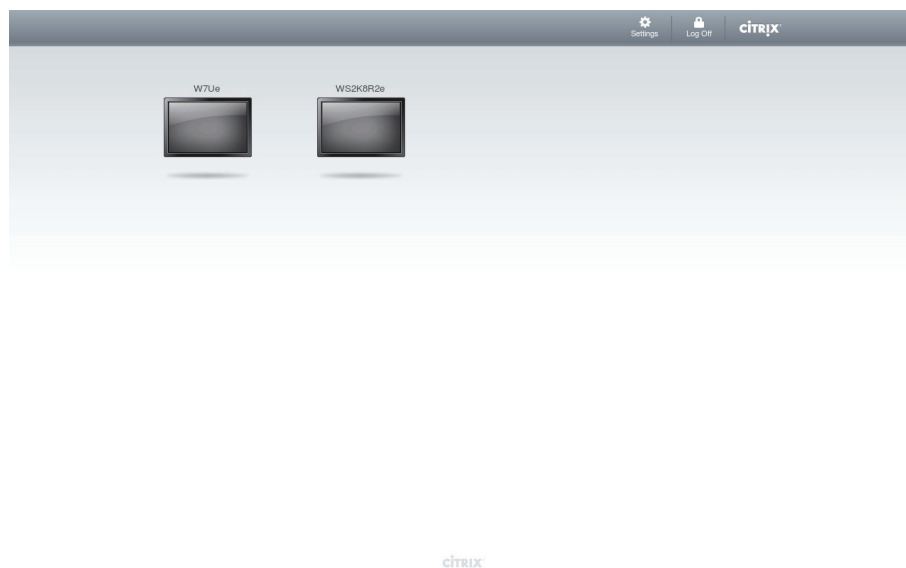 Settings
Log Off
CITRIX
W7Ue
WS2K8R2e
CITRIX